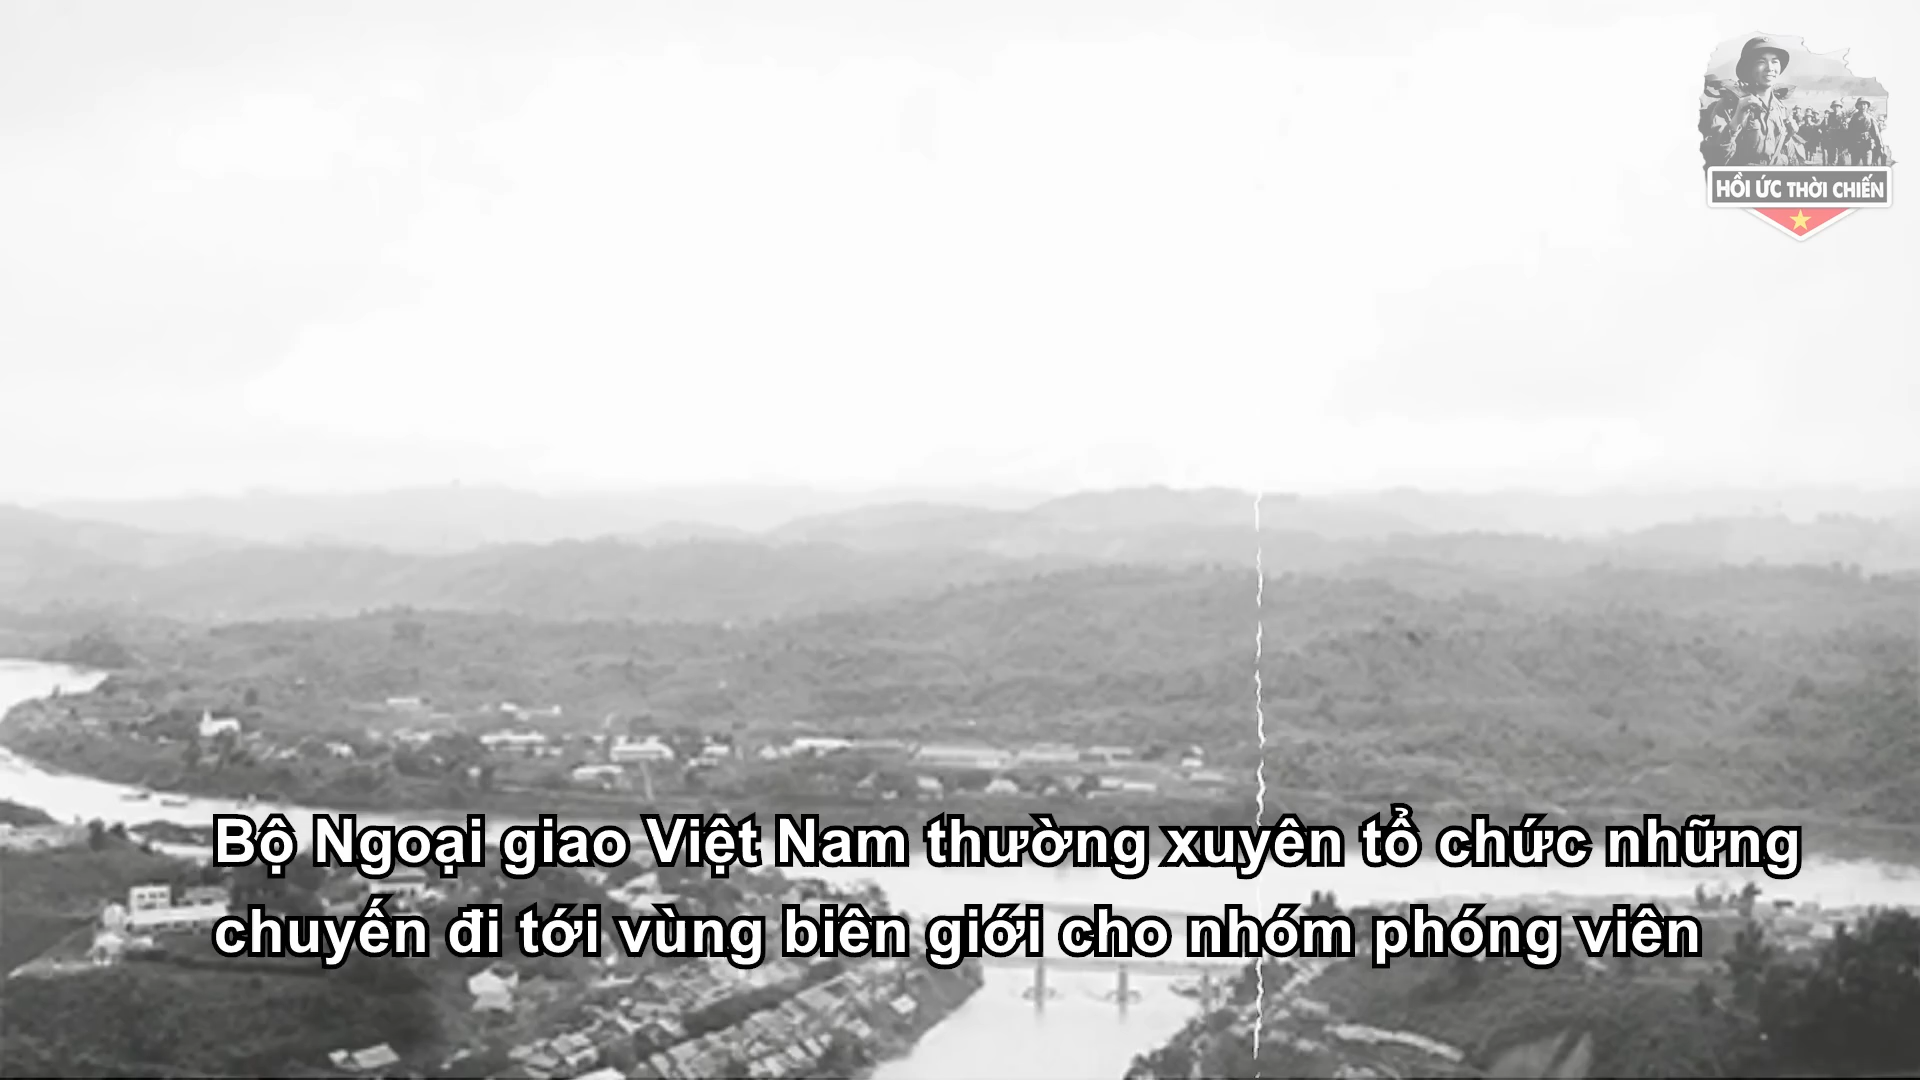 HỒI ỨC THỜI CHIẾN
Bộ Ngoại giao Việt Nam thường xuyên tổ chức những
chuyến đi tới vùng biên giới cho nhóm phóng viên